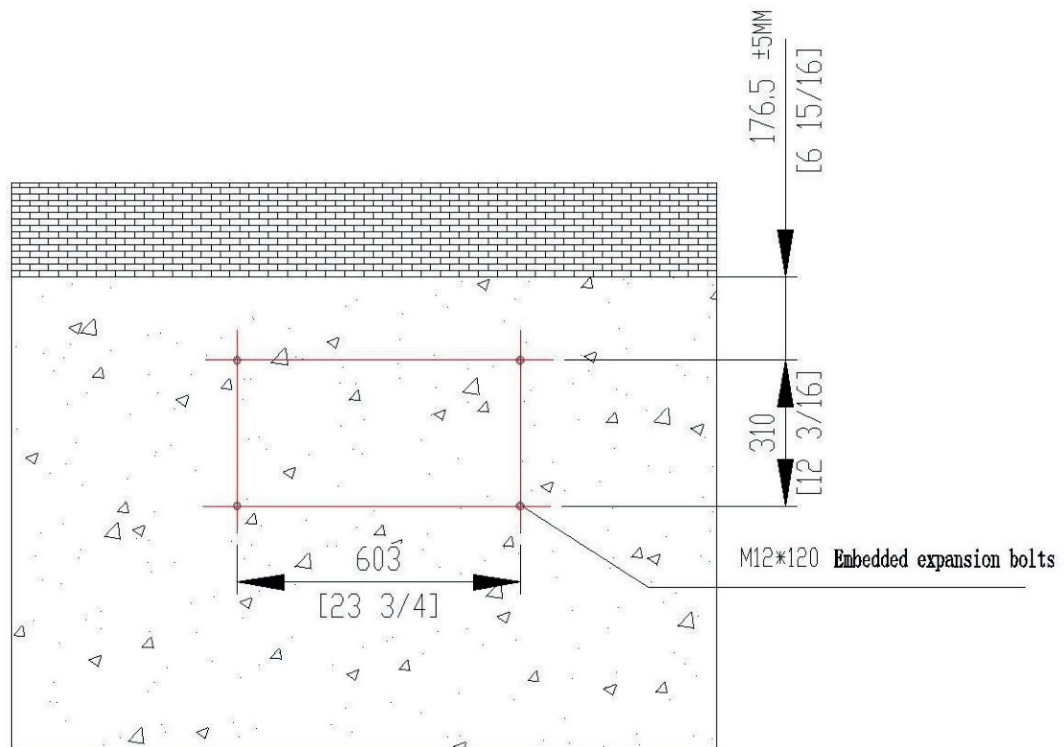 176.5 ±5MM
[6 15/16]
310
[12 3/16]
603
[23 3/4]
M12*120 Embedded expansion bolts